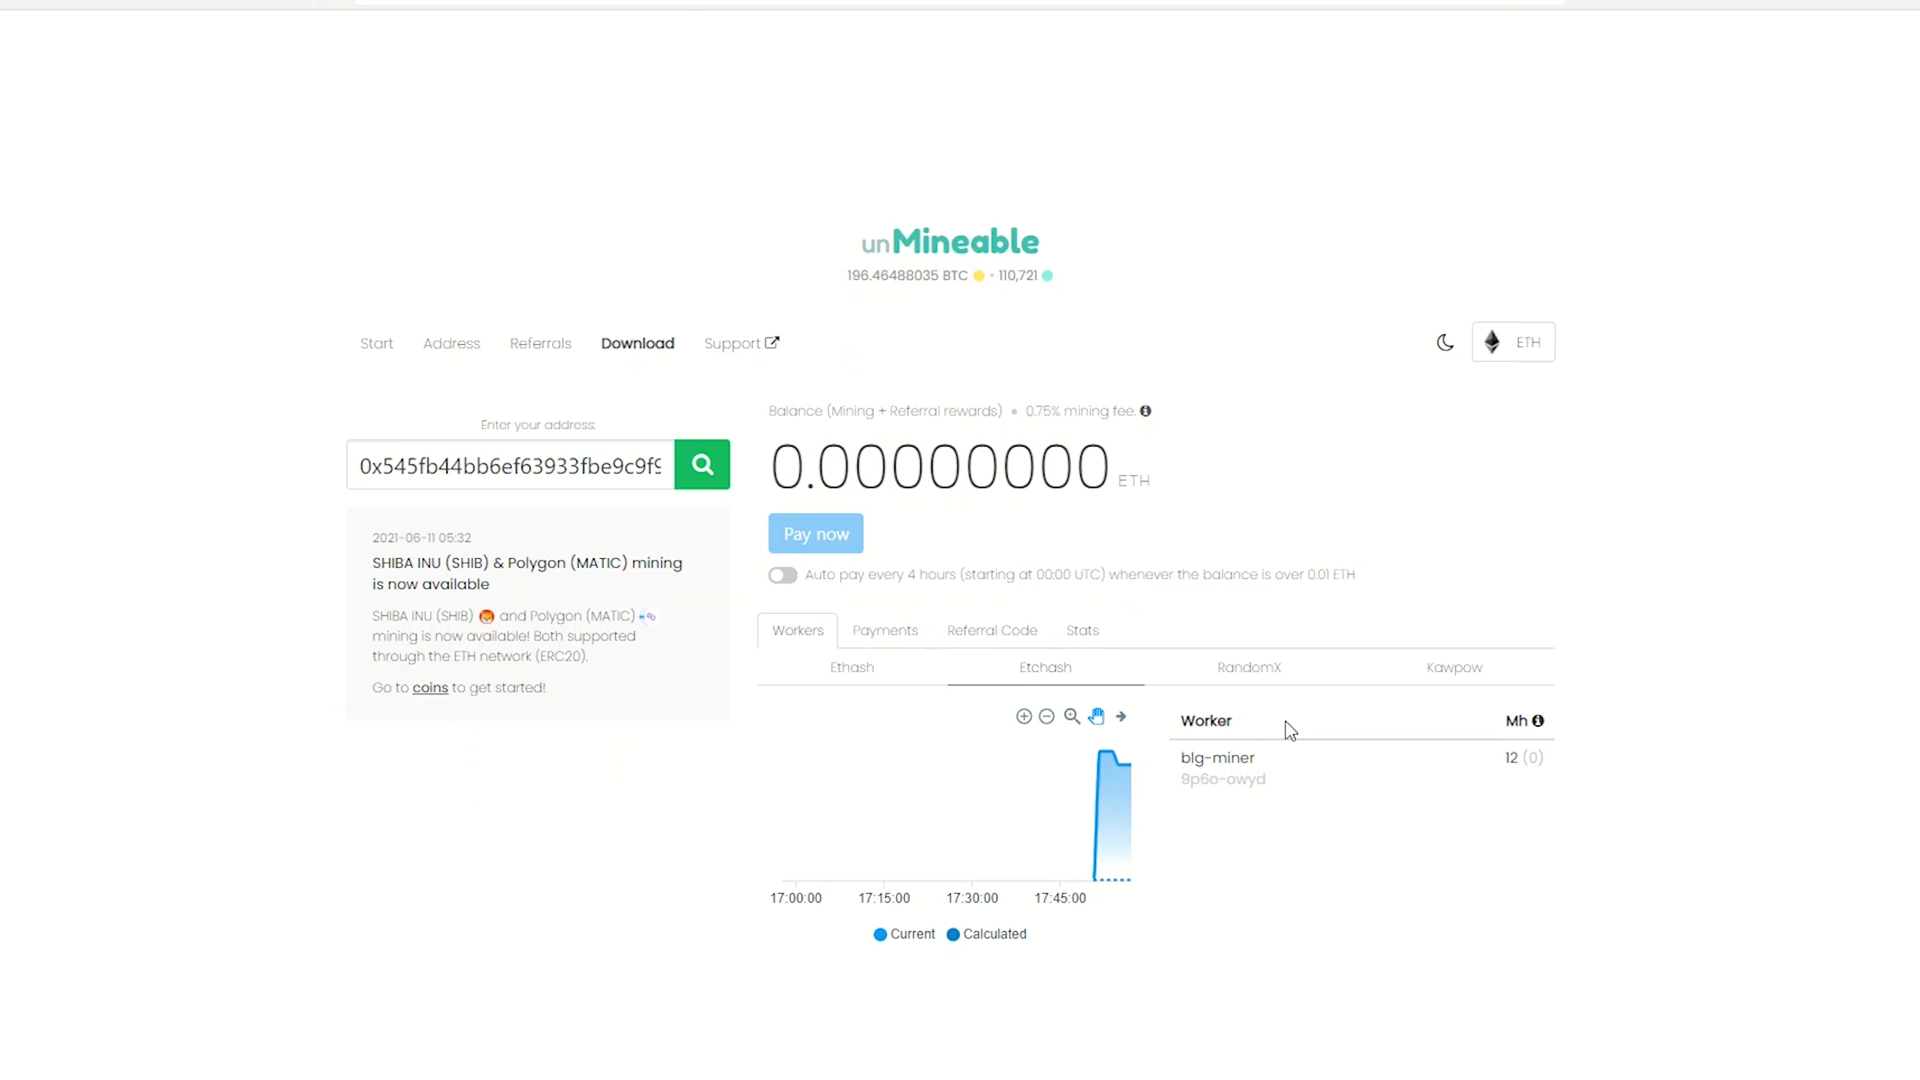 unMineable
196.46488035 BTC • 110,721
Start Address Referrals Download Support
ETH
Enter your address:
0x545fb44bb6ef63933fbe9c9f9
2021-06-11 05:32
SHIBA INU (SHIB) & Polygon (MATIC) mining
is now available
SHIBA INU (SHIB) and Polygon (MATIC)
mining is now available! Both supported
through the ETH network (ERC20).
Go to coins to get started!
Balance (Mining + Referral rewards) • 0.75% mining fee.
0.00000000 ETH
Pay now
Auto pay every 4 hours (starting at 00:00 UTC) whenever the balance is over 0.01 ETH
Workers Payments Referral Code Stats
Ethash Etchash RandomX Kawpow
Worker Mh
blg-miner 12 (0)
9p6o-owyd
17:00:00 17:15:00 17:30:00 17:45:00
Current Calculated